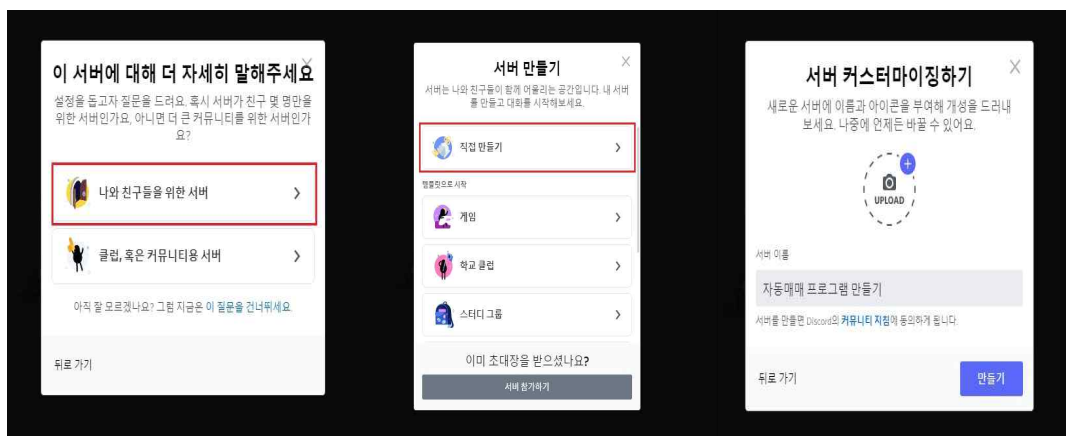 이 서버에 대해 더 자세히 말해주세요
설정을 돕고자 질문을 드려요. 혹시 서버가 친구 몇 명만을
위한 서버인가요, 아니면 더 큰 커뮤니티를 위한 서버인가
요?
나와 친구들을 위한 서버
클럽, 혹은 커뮤니티용 서버
아직 잘 모르겠나요? 그럼 지금은 이 질문을 건너뛰세요.
뒤로 가기
서버 만들기
서버는 나와 친구들이 함께 어울리는 공간입니다. 내 서버
를 만들고 대화를 시작해보세요.
직접 만들기
템플릿으로 시작
게임
학교 클럽
스터디 그룹
이미 초대장을 받으셨나요?
서버 참가하기
서버 커스터마이징하기
새로운 서버에 이름과 아이콘을 부여해 개성을 드러내
보세요. 나중에 언제든 바꿀 수 있어요.
UPLOAD
서버 이름
자동매매 프로그램 만들기
서버를 만들면 Discord의 커뮤니티 지침에 동의하게 됩니다.
뒤로 가기
만들기